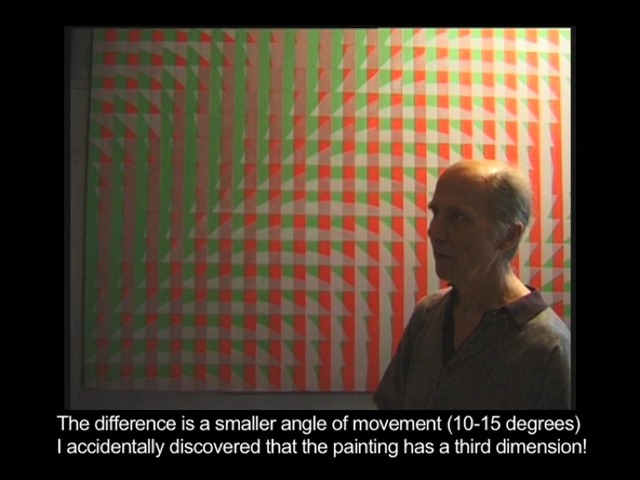 The difference is a smaller angle of movement (10-15 degrees)
I accidentally discovered that the painting has a third dimension!